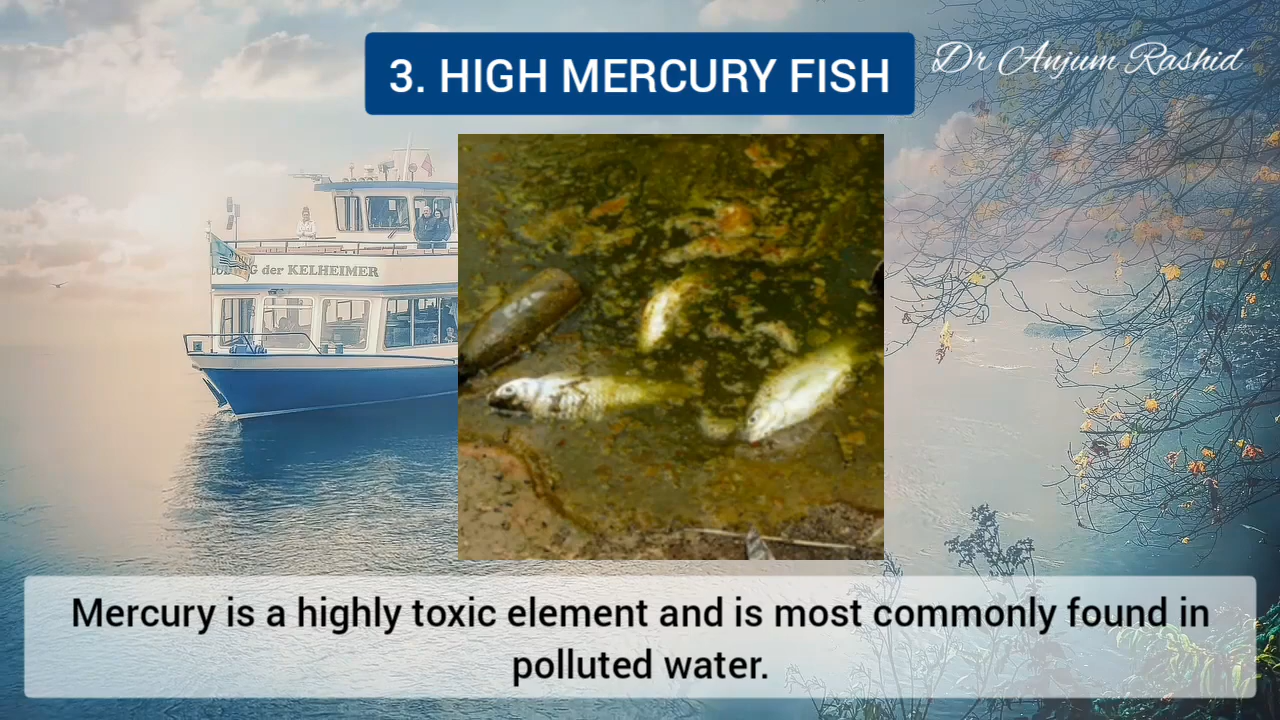 3. HIGH MERCURY FISH
Dr Anjum Rashid
der KELHEIMER
Mercury is a highly toxic element and is most commonly found in
polluted water.